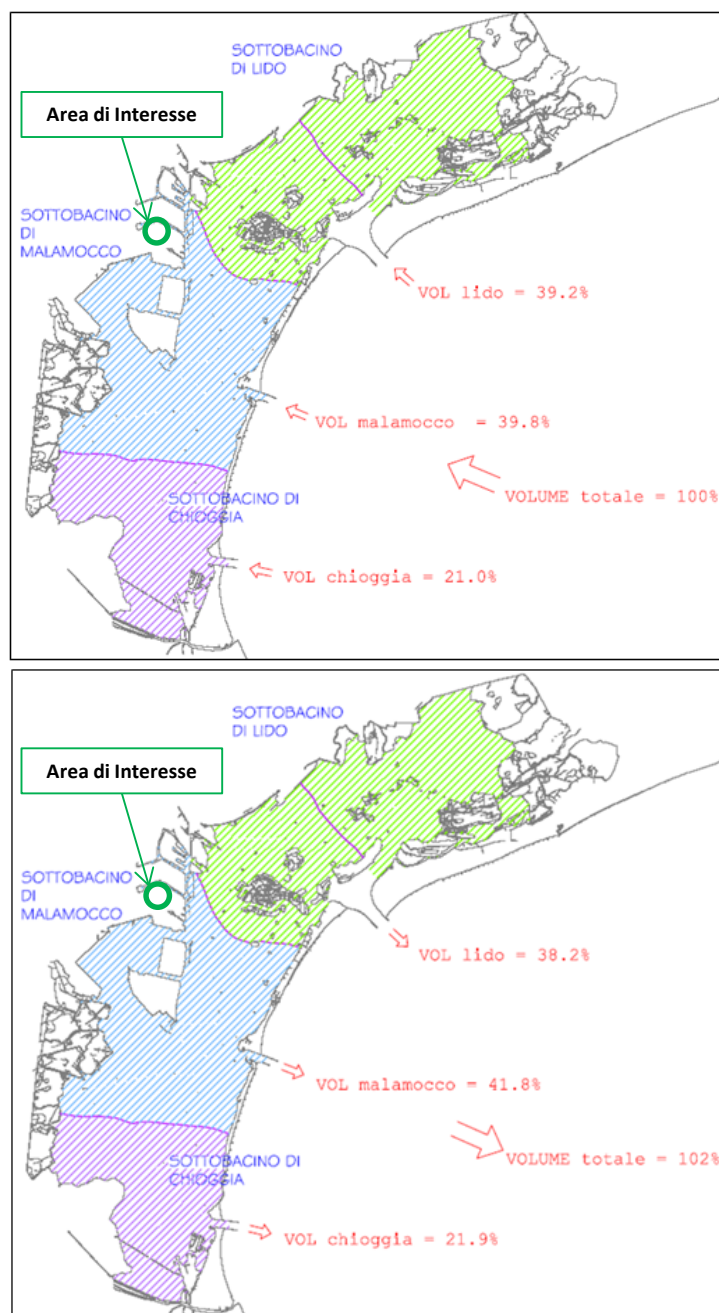 SOTTOBACINO
DI LIDO
Area di Interesse
SOTTOBACINO
DI
MALAMOCCO
VOL lido = 39.2%
VOL malamocco = 39.8%
VOLUME totale = 100%
SOTTOBACINO DI
CHIOGGIA
VOL chioggia = 21.0%
SOTTOBACINO
DI LIDO
Area di Interesse
SOTTOBACINO
DI
MALAMOCCO
VOL lido = 38.2%
VOL malamocco = 41.8%
VOLUME totale = 102%
SOTTOBACINO DI
CHIOGGIA
VOL chioggia = 21.9%